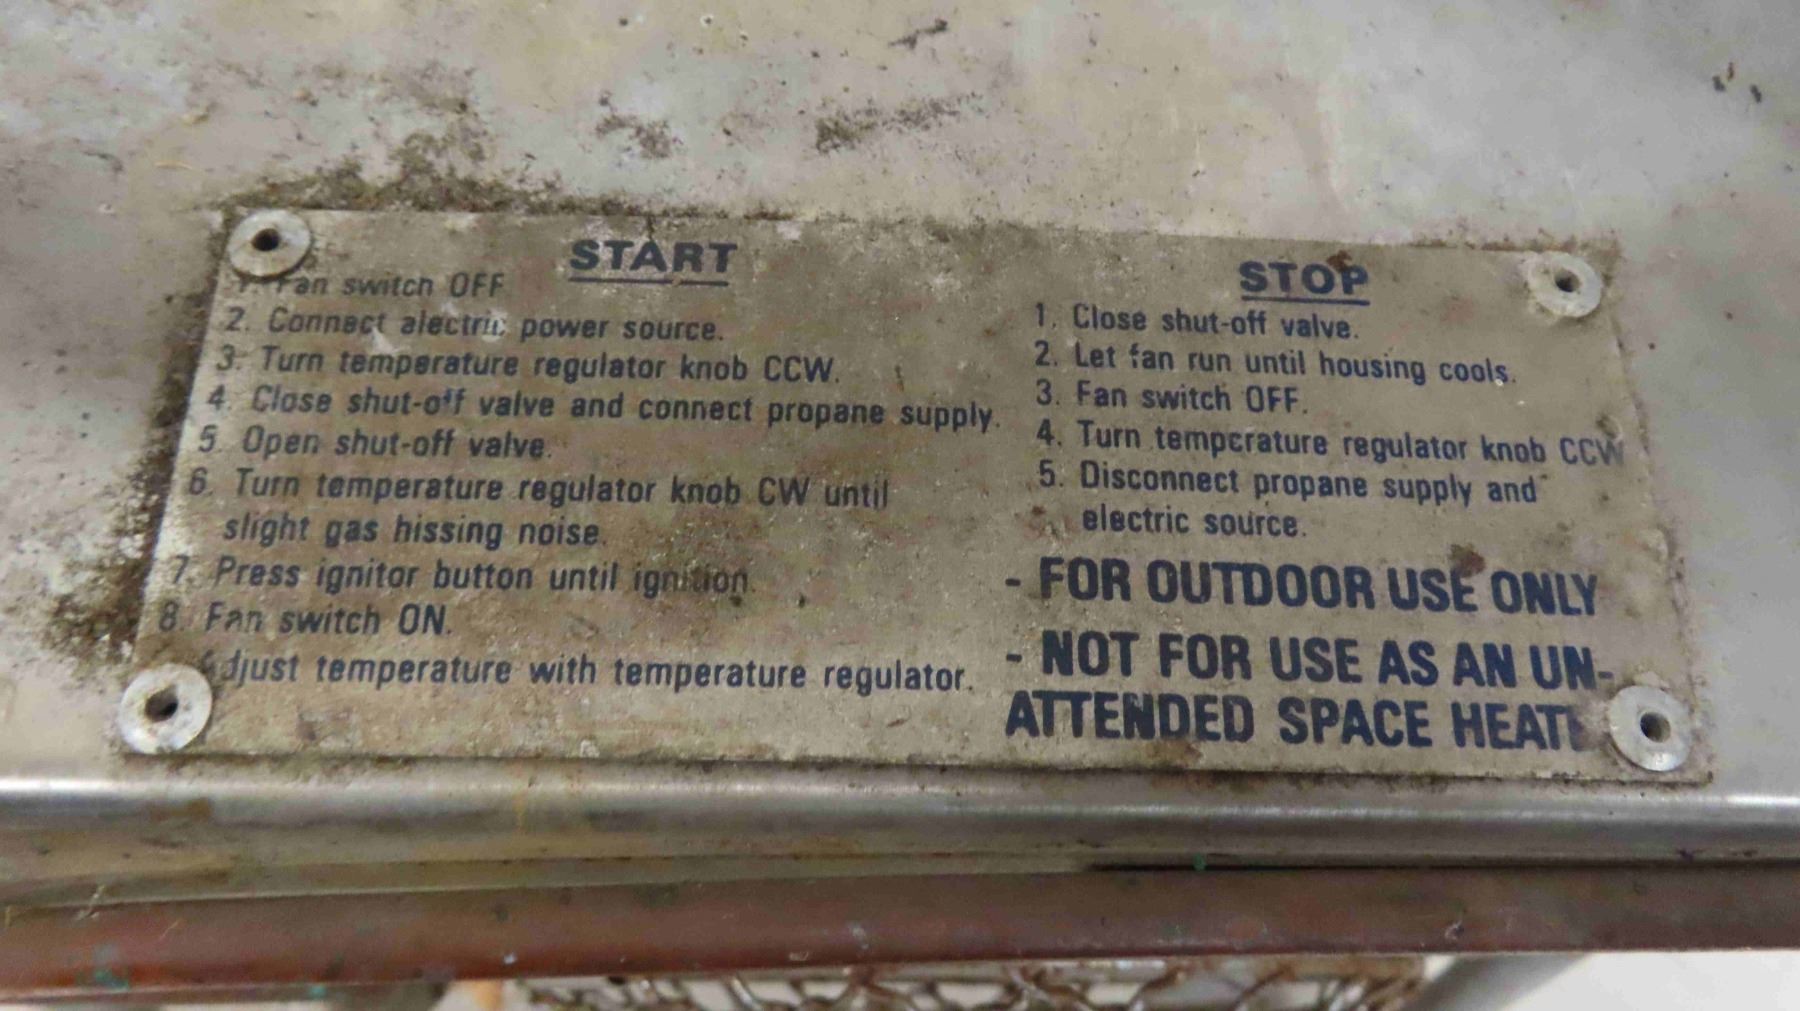 START
1. Fan switch OFF
2. Connect electric power source.
3. Turn temperature regulator knob CCW.
4. Close shut-off valve and connect propane supply.
5. Open shut-off valve.
6. Turn temperature regulator knob CW until
slight gas hissing noise.
7. Press ignitor button until ignition.
8. Fan switch ON.
Adjust temperature with temperature regulator.
STOP
1. Close shut-off valve.
2. Let fan run until housing cools.
3. Fan switch OFF.
4. Turn temperature regulator knob CCW
5. Disconnect propane supply and
electric source.
- FOR OUTDOOR USE ONLY
- NOT FOR USE AS AN UN-
ATTENDED SPACE